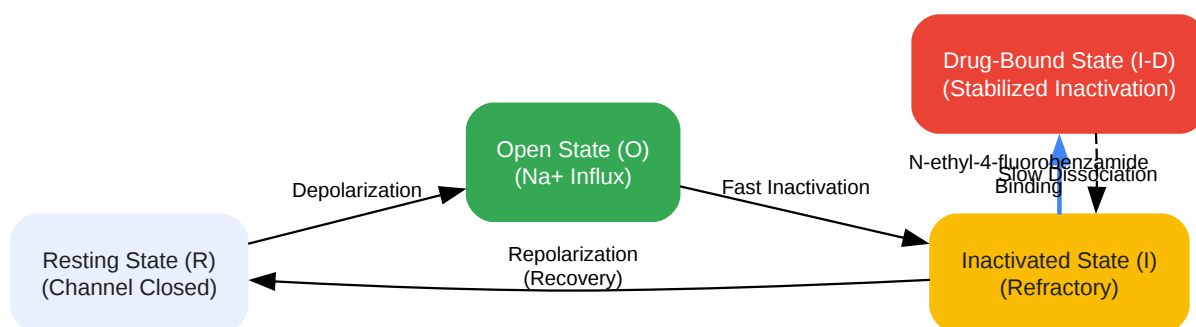 Drug-Bound State (I-D)
(Stabilized Inactivation)
Open State (O)
(Na+ Influx)
N-ethyl-4-fluorobenzamide
Binding
Slow Dissociation
Depolarization
Fast Inactivation
Repolarization
(Recovery)
Resting State (R)
(Channel Closed)
Inactivated State (I)
(Refractory)